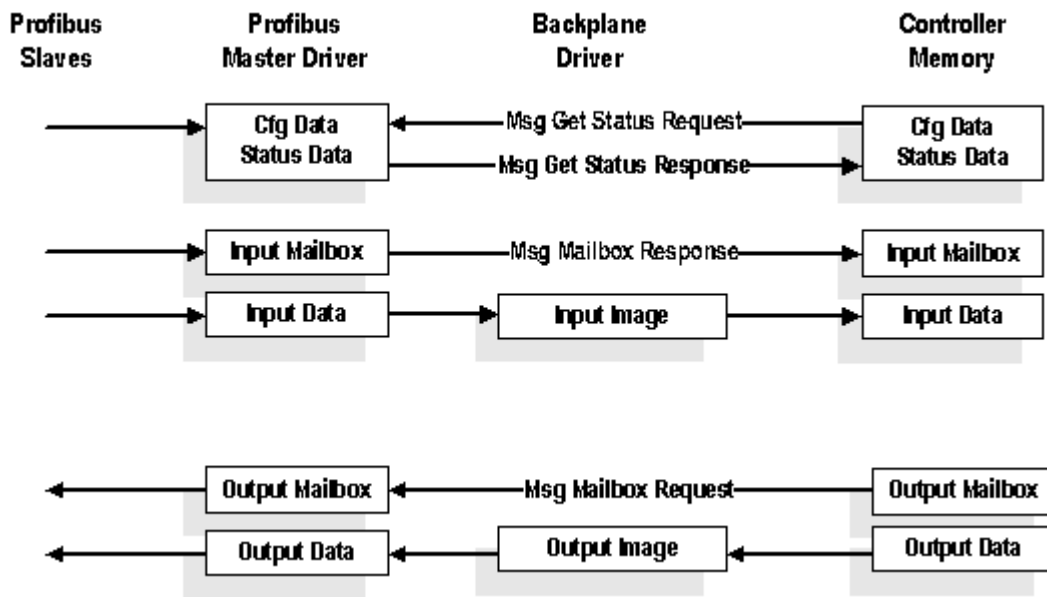 Profibus
Slaves
Profibus
Master Driver
Backplane
Driver
Controller
Memory
Cfg Data
Status Data
Msg Get Status Request
Msg Get Status Response
Cfg Data
Status Data
Input Mailbox
Msg Mailbox Response
Input Mailbox
Input Data
Input Image
Input Data
Output Mailbox
Msg Mailbox Request
Output Mailbox
Output Data
Output Image
Output Data